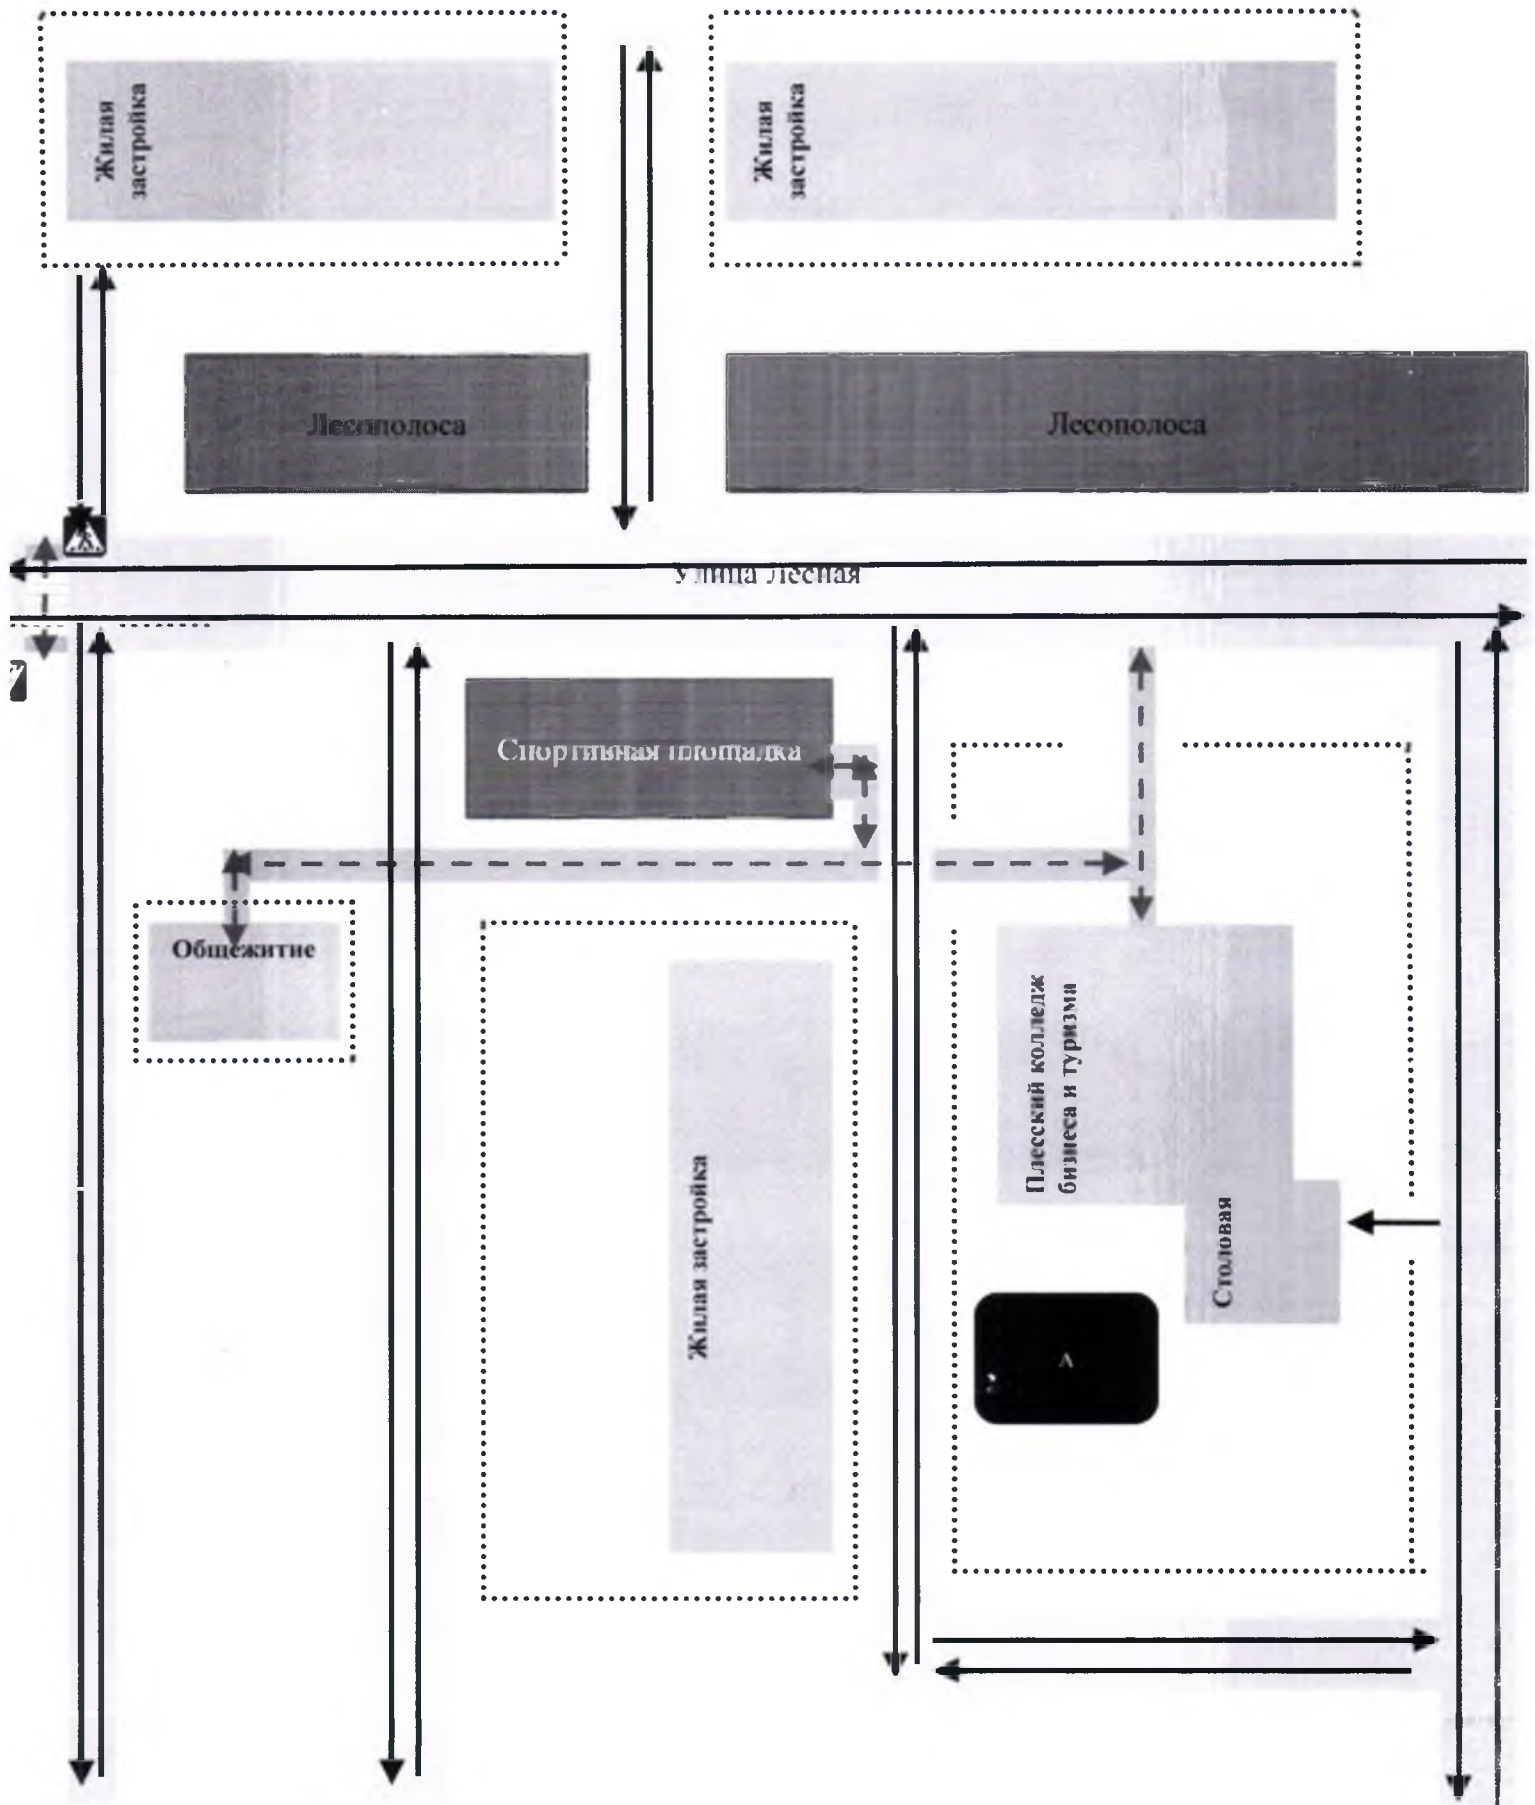 Жилая
застройка
Жилая
застройка
Лесополоса
Лесополоса
Улица Лесная
Спортивная площадка
Общежитие
Плесский колледж
бизнеса и туризма
Жилая застройка
Столовая
А